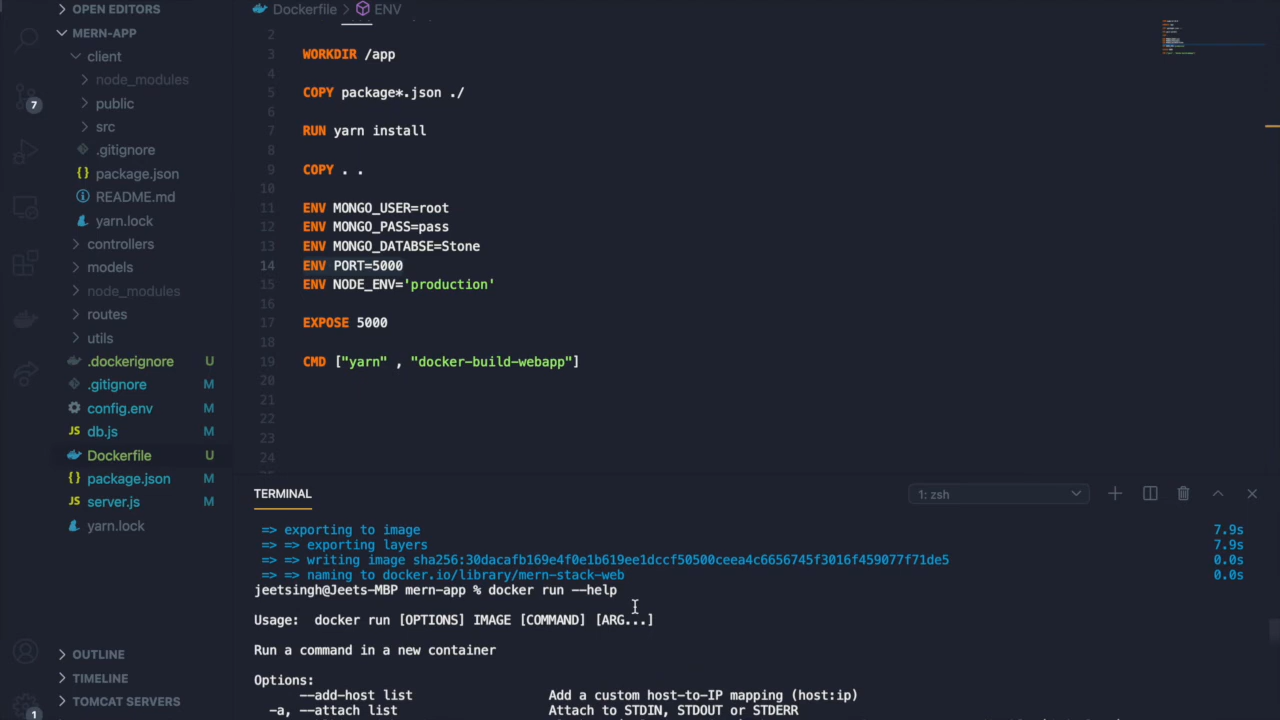 OPEN EDITORS
MERN-APP
client
node_modules
public
src
.gitignore
package.json
README.md
yarn.lock
controllers
models
node_modules
routes
utils
.dockerignore U
.gitignore M
config.env M
JS db.js M
Dockerfile U
package.json M
JS server.js M
yarn.lock
OUTLINE
TIMELINE
TOMCAT SERVERS
7
1
Dockerfile > ENV
2
3 WORKDIR /app
4
5 COPY package*.json ./
6
7 RUN yarn install
8
9 COPY . .
10
11 ENV MONGO_USER=root
12 ENV MONGO_PASS=pass
13 ENV MONGO_DATABSE=Stone
14 ENV PORT=5000
15 ENV NODE_ENV='production'
16
17 EXPOSE 5000
18
19 CMD ["yarn" , "docker-build-webapp"]
20
21
22
23
24
TERMINAL
1: zsh
=> exporting to image 7.9s
=> => exporting layers 7.9s
=> => writing image sha256:30dacafb169e4f0e1b619ee1dccf50500ceea4c6656745f3016f459077f71de5 0.0s
=> => naming to docker.io/library/mern-stack-web 0.0s
jeetsingh@Jeets-MBP mern-app % docker run --help
Usage: docker run [OPTIONS] IMAGE [COMMAND] [ARG...]
Run a command in a new container
Options:
--add-host list Add a custom host-to-IP mapping (host:ip)
-a, --attach list Attach to STDIN, STDOUT or STDERR